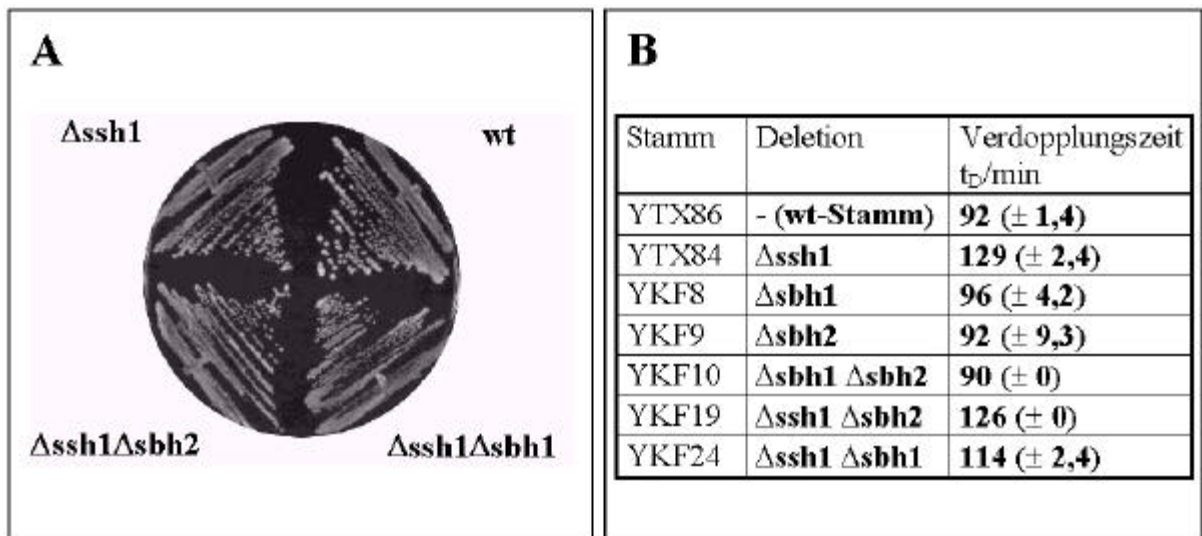 A
Δssh1 wt
Δssh1Δsbh2 Δssh1Δsbh1
B
Stamm Deletion Verdopplungszeit
t_D/min
YTX86 - (wt-Stamm) 92 (± 1,4)
YTX84 Δssh1 129 (± 2,4)
YKF8 Δsbh1 96 (± 4,2)
YKF9 Δsbh2 92 (± 9,3)
YKF10 Δsbh1 Δsbh2 90 (± 0)
YKF19 Δssh1 Δsbh2 126 (± 0)
YKF24 Δssh1 Δsbh1 114 (± 2,4)